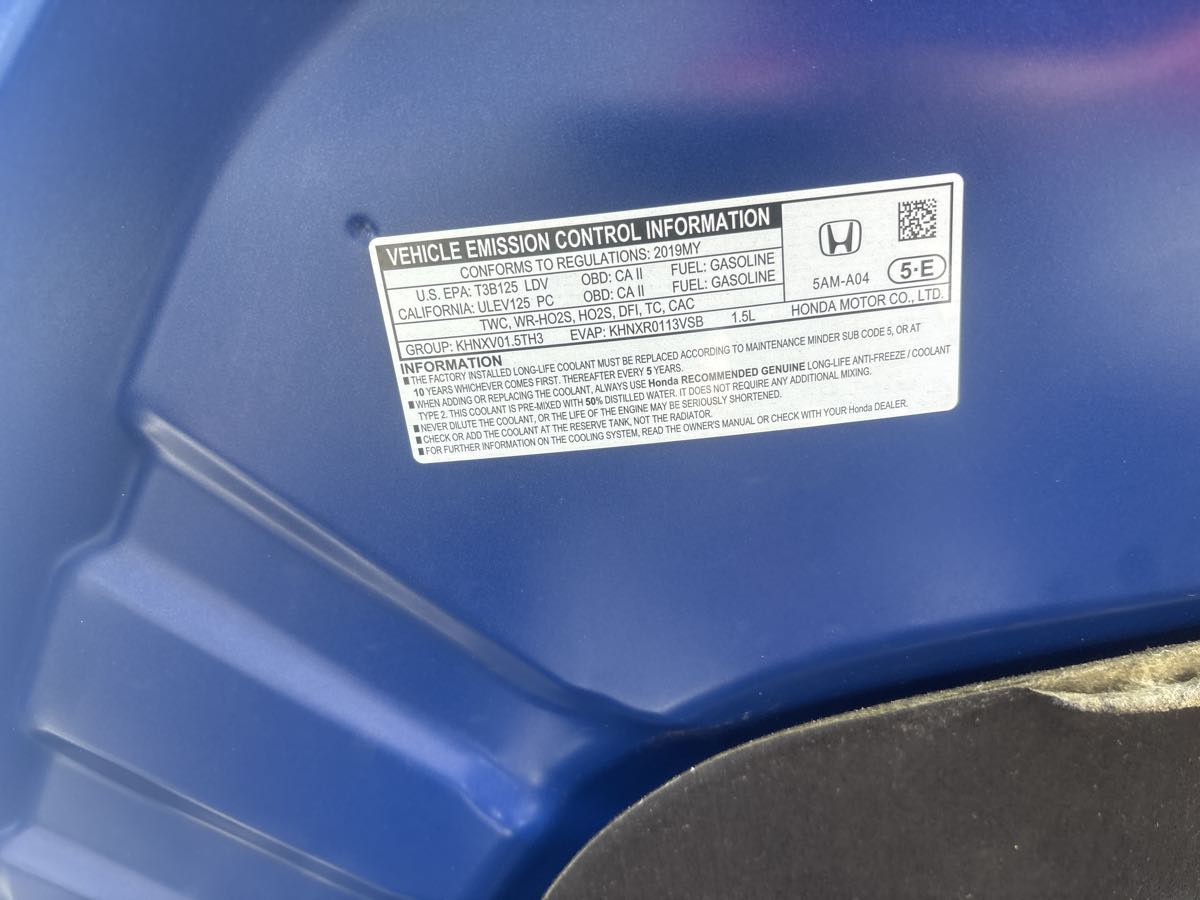 VEHICLE EMISSION CONTROL INFORMATION
CONFORMS TO REGULATIONS: 2019MY
U.S. EPA: T3B125 LDV OBD: CA II FUEL: GASOLINE
CALIFORNIA: ULEV125 PC OBD: CA II FUEL: GASOLINE
TWC, WR-HO2S, HO2S, DFI, TC, CAC
GROUP: KHNXV01.5TH3 EVAP: KHNXR0113VSB 1.5L
5AM-A04
5·E
HONDA MOTOR CO., LTD.
INFORMATION
■ THE FACTORY INSTALLED LONG-LIFE COOLANT MUST BE REPLACED ACCORDING TO MAINTENANCE MINDER SUB CODE 5, OR AT
10 YEARS WHICHEVER COMES FIRST. THEREAFTER EVERY 5 YEARS.
■ WHEN ADDING OR REPLACING THE COOLANT, ALWAYS USE Honda RECOMMENDED GENUINE LONG-LIFE ANTI-FREEZE / COOLANT
TYPE 2. THIS COOLANT IS PRE-MIXED WITH 50% DISTILLED WATER. IT DOES NOT REQUIRE ANY ADDITIONAL MIXING.
■ NEVER DILUTE THE COOLANT, OR THE LIFE OF THE ENGINE MAY BE SERIOUSLY SHORTENED.
■ CHECK OR ADD THE COOLANT AT THE RESERVE TANK, NOT THE RADIATOR.
■ FOR FURTHER INFORMATION ON THE COOLING SYSTEM, READ THE OWNER'S MANUAL OR CHECK WITH YOUR Honda DEALER.